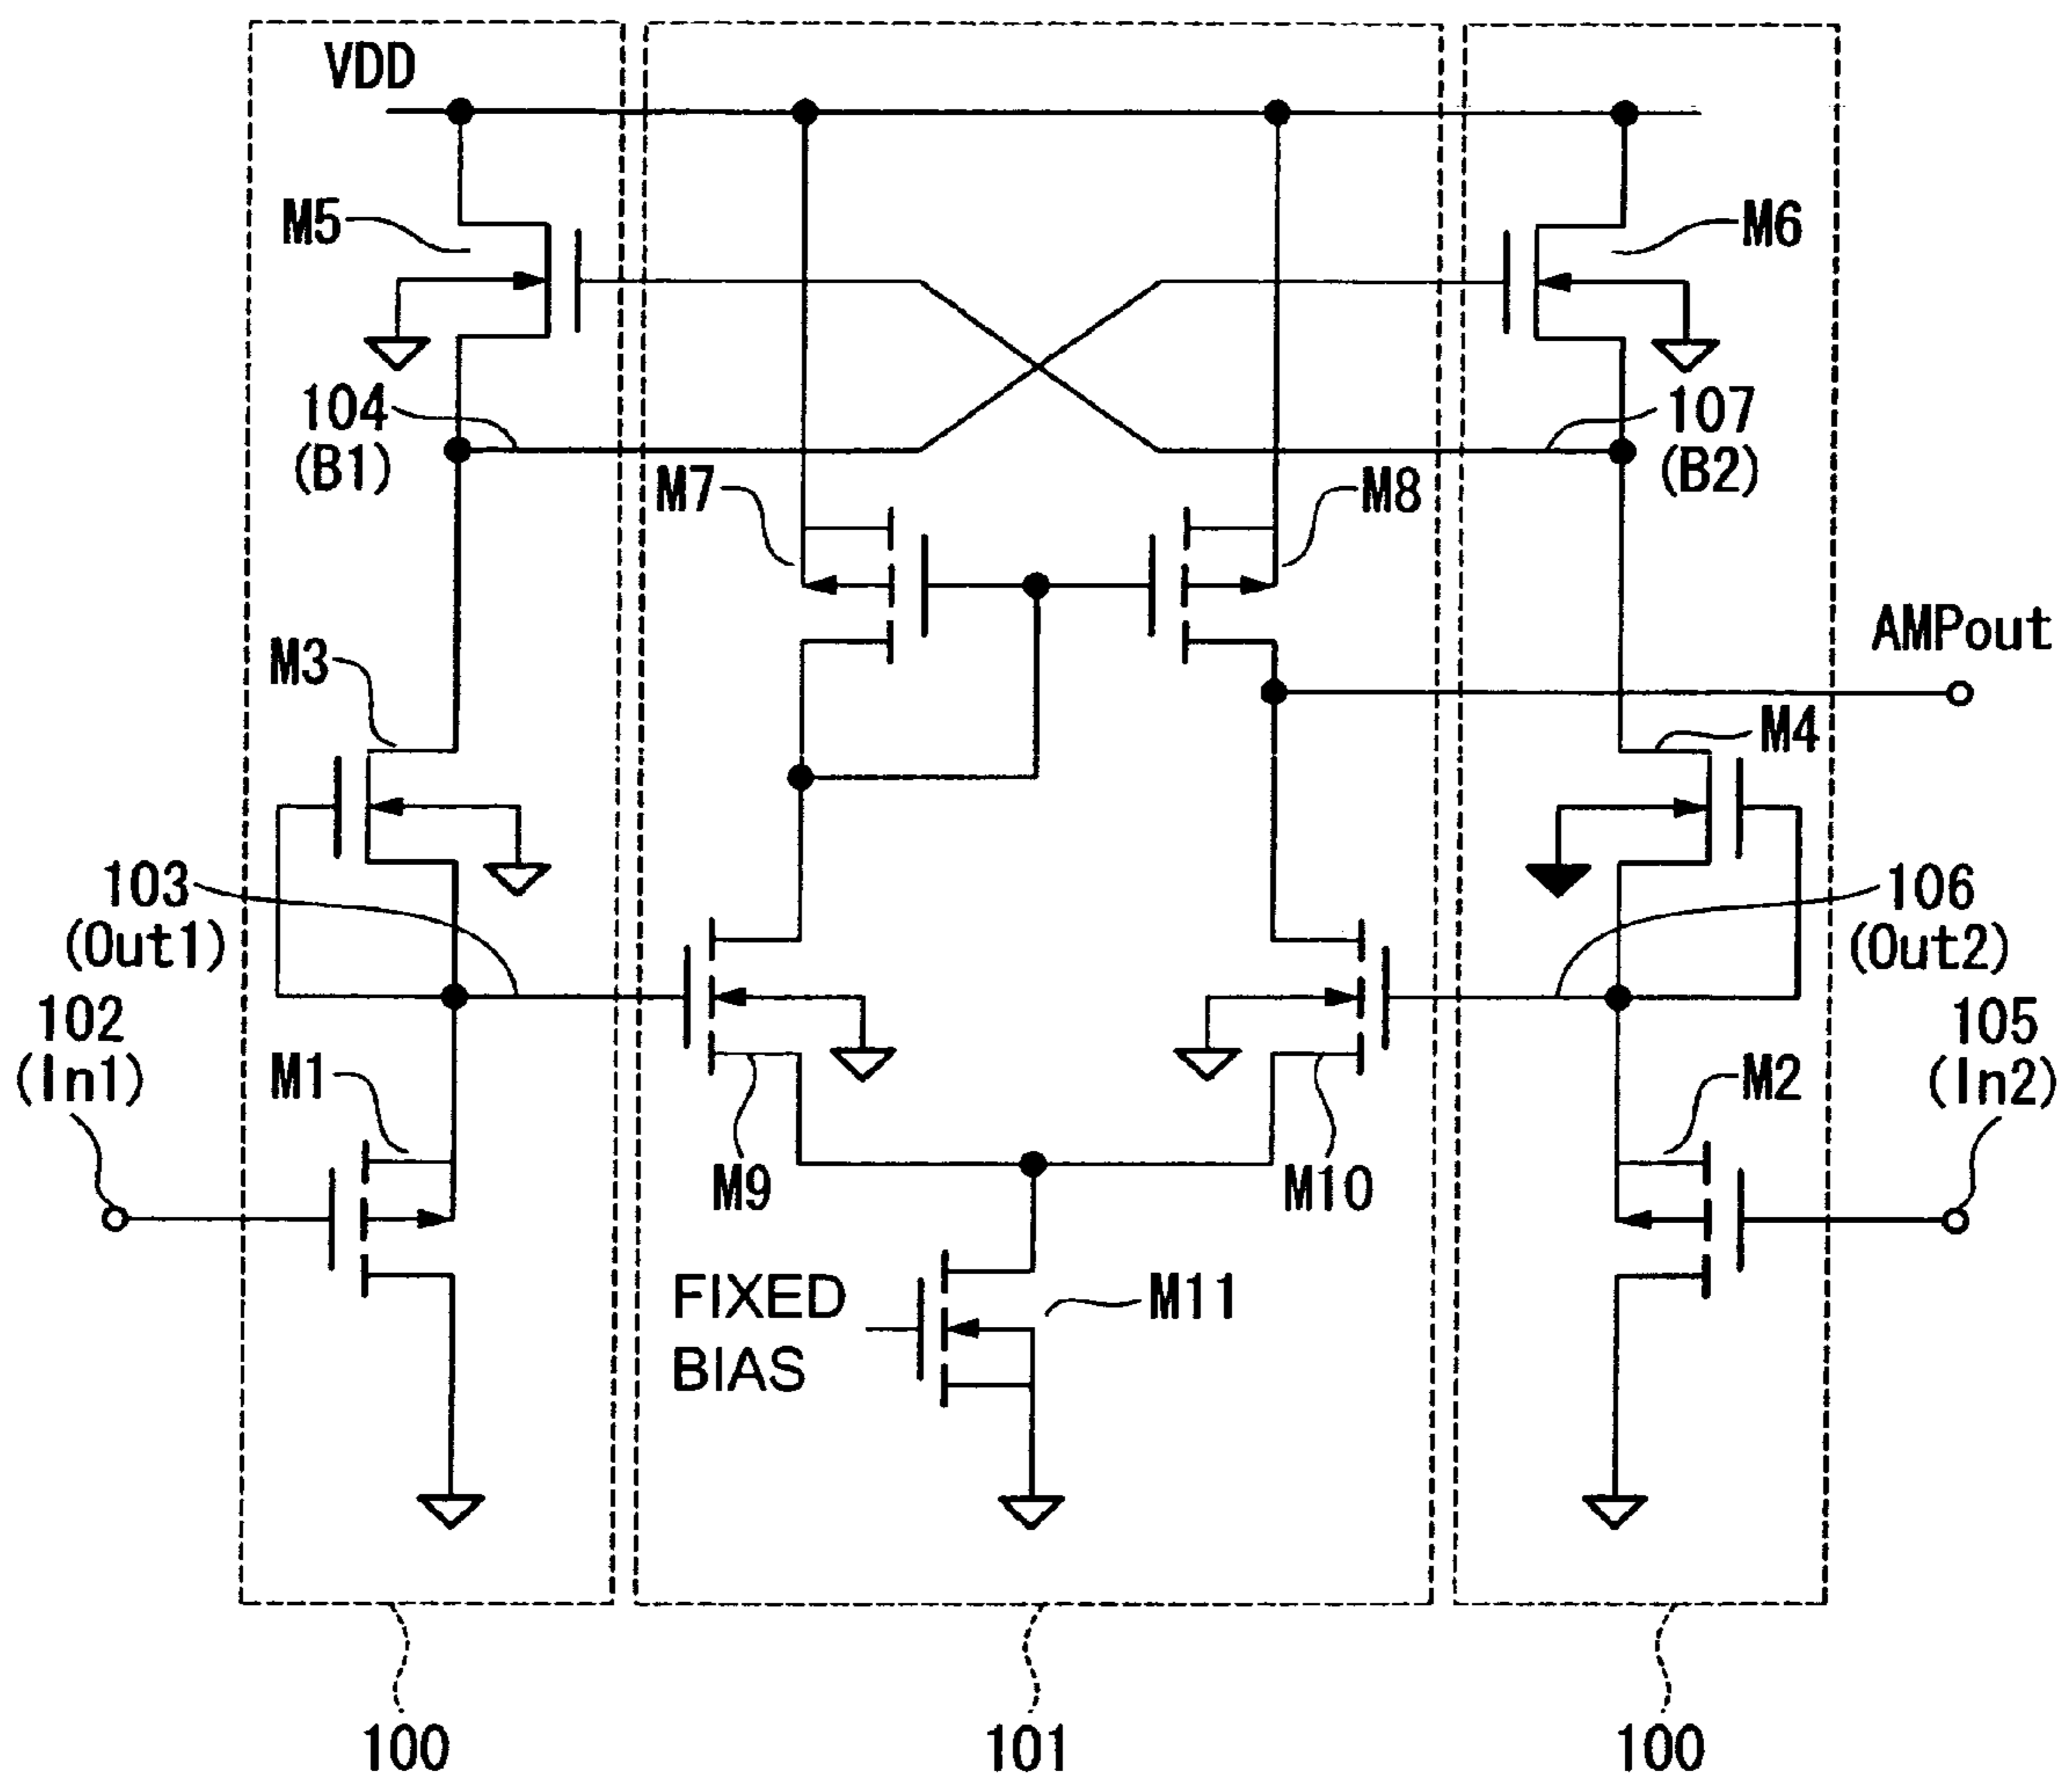 VDD
M5
M6
104
(B1)
107
(B2)
M7
M8
AMPout
M3
M4
103
(Out1)
106
(Out2)
102
(In1)
105
(In2)
M1
M2
M9
M10
FIXED
BIAS
M11
100
101
100